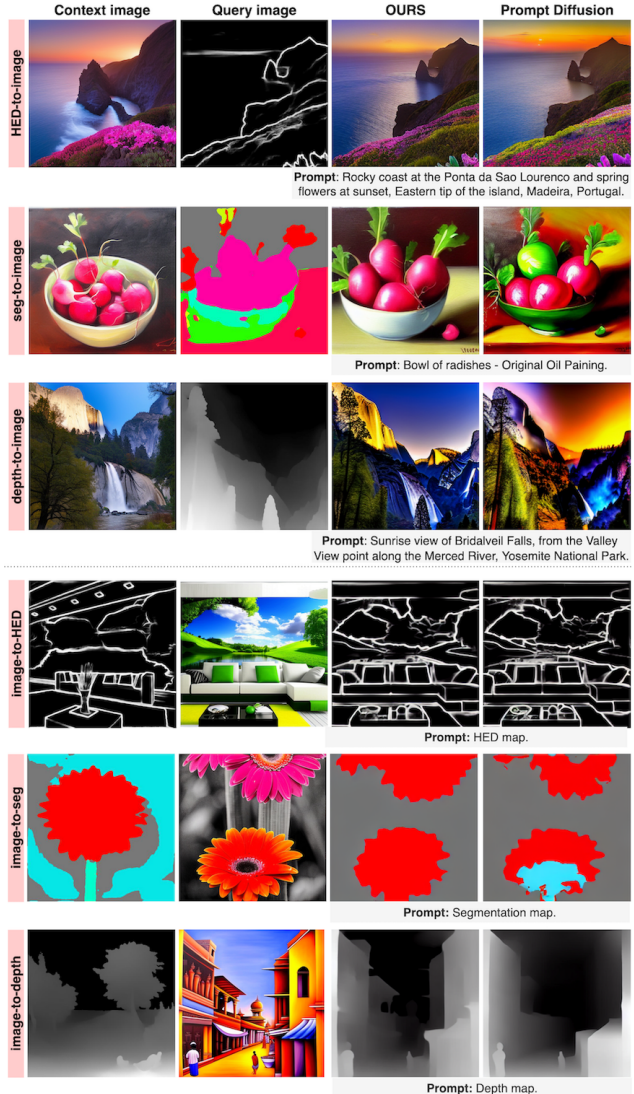 Context image
Query image
OURS
Prompt Diffusion
HED-to-image
Prompt: Rocky coast at the Ponta da Sao Lourenco and spring
flowers at sunset, Eastern tip of the island, Madeira, Portugal.
seg-to-image
Prompt: Bowl of radishes - Original Oil Paining.
depth-to-image
Prompt: Sunrise view of Bridalveil Falls, from the Valley
View point along the Merced River, Yosemite National Park.
image-to-HED
Prompt: HED map.
image-to-seg
Prompt: Segmentation map.
image-to-depth
Prompt: Depth map.